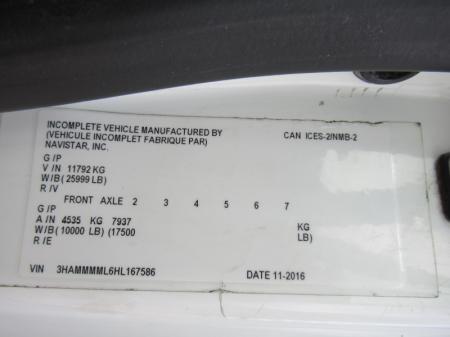 INCOMPLETE VEHICLE MANUFACTURED BY
(VEHICULE INCOMPLET FABRIQUE PAR)
NAVISTAR, INC.
CAN ICES-2/NMB-2
G/P
V/N 11792 KG
W/B (25999 LB)
R/V
FRONT AXLE 2 3 4 5 6 7
G/P
A/N 4535 KG 7937 KG
W/B (10000 LB) (17500 LB)
R/E
VIN 3HAMMMML6HL167586
DATE 11-2016